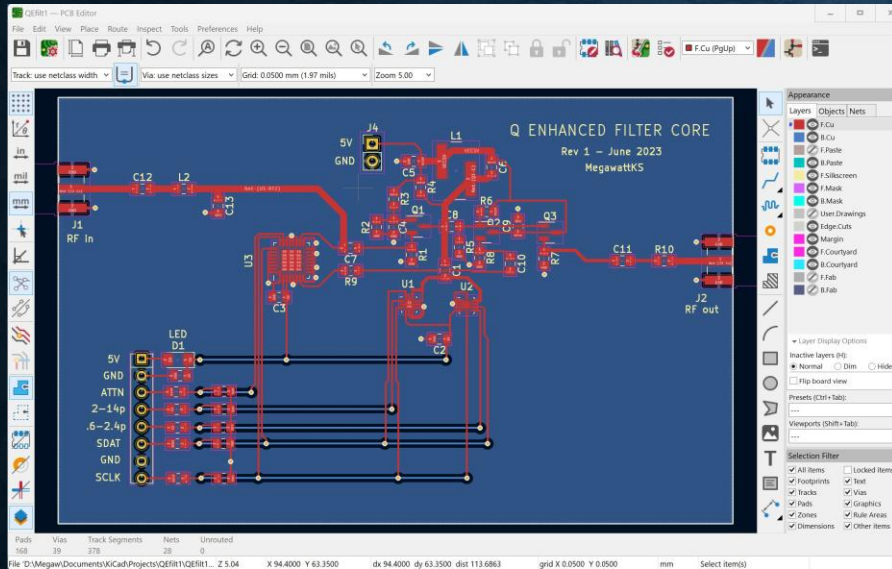 QEfilt1 — PCB Editor
File Edit View Place Route Inspect Tools Preferences Help
F.Cu (PgUp)
Track: use netclass width
Via: use netclass sizes
Grid: 0.0500 mm (1.97 mils)
Zoom 5.00
in
mil
mm
Q ENHANCED FILTER CORE
Rev 1 - June 2023
MegawattKS
J4
5V
GND
L1
C5
R4
C6
R3
Q1
R2
C4
R1
C8
R6
C9
Q3
R5
R8
R7
C10
C1
C11
R10
J2
RF out
J1
RF in
C12
L2
C13
U3
C7
R9
C3
U1
U2
C2
LED
D1
5V
GND
ATTN
2-14p
.6-2.4p
SDAT
GND
SCLK
Appearance
Layers Objects Nets
F.Cu
B.Cu
F.Paste
B.Paste
F.Silkscreen
F.Mask
B.Mask
User.Drawings
Edge.Cuts
Margin
F.Courtyard
B.Courtyard
F.Fab
B.Fab
Layer Display Options
Inactive layers (H):
Normal Dim Hide
Flip board view
Presets (Ctrl+Tab):
---
Viewports (Shift+Tab):
---
Selection Filter
All items Locked items
Footprints Text
Tracks Vias
Pads Graphics
Zones Rule Areas
Dimensions Other items
Pads Vias Track Segments Nets Unrouted
168 39 378 28 0
File 'D:\Megaw\Documents\KiCad\Projects\QEfilt1\QEfilt1... Z 5.04 X 94.4000 Y 63.3500 dx 94.4000 dy 63.3500 dist 113.6863 grid X 0.0500 Y 0.0500 mm Select item(s)